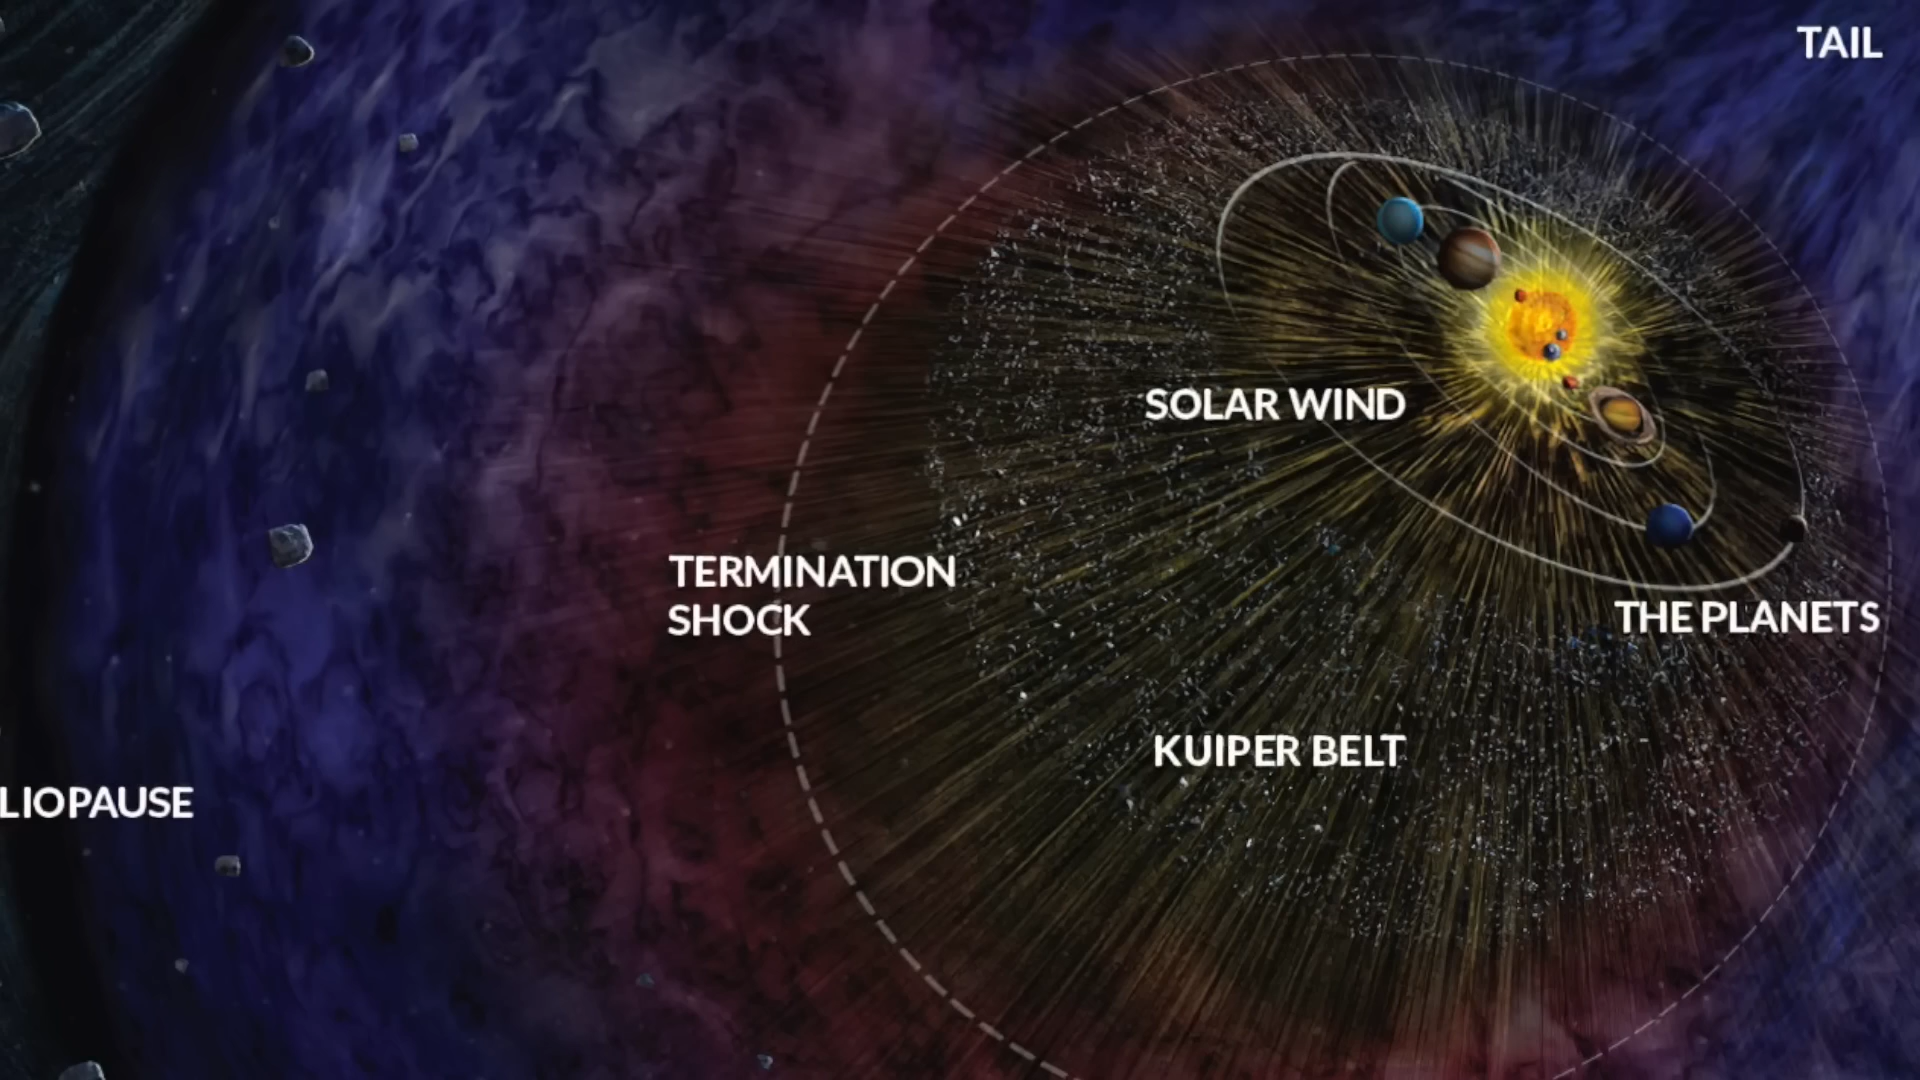 TAIL
SOLAR WIND
TERMINATION
SHOCK
THE PLANETS
KUIPER BELT
LIOPAUSE